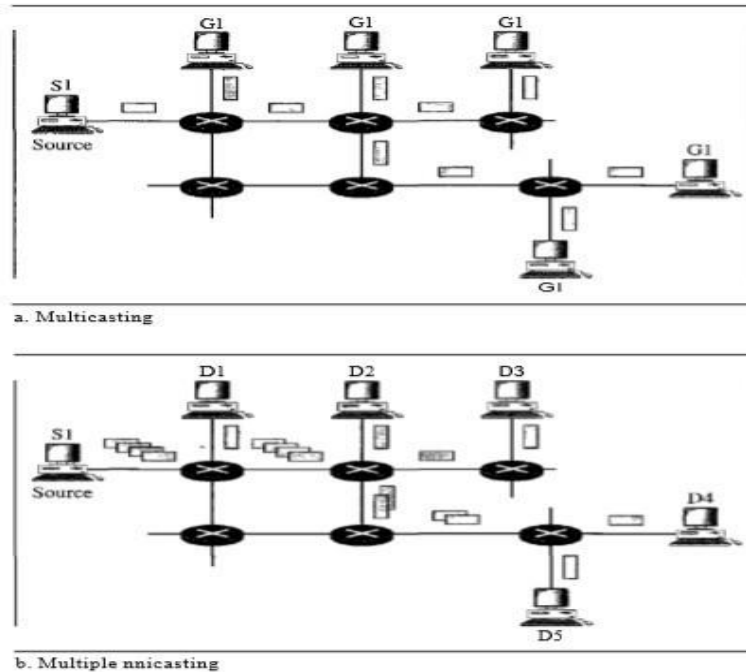 G1 G1 G1
S1
Source
G1
G1
a. Multicasting
D1 D2 D3
S1
Source
D4
D5
b. Multiple nnicasting